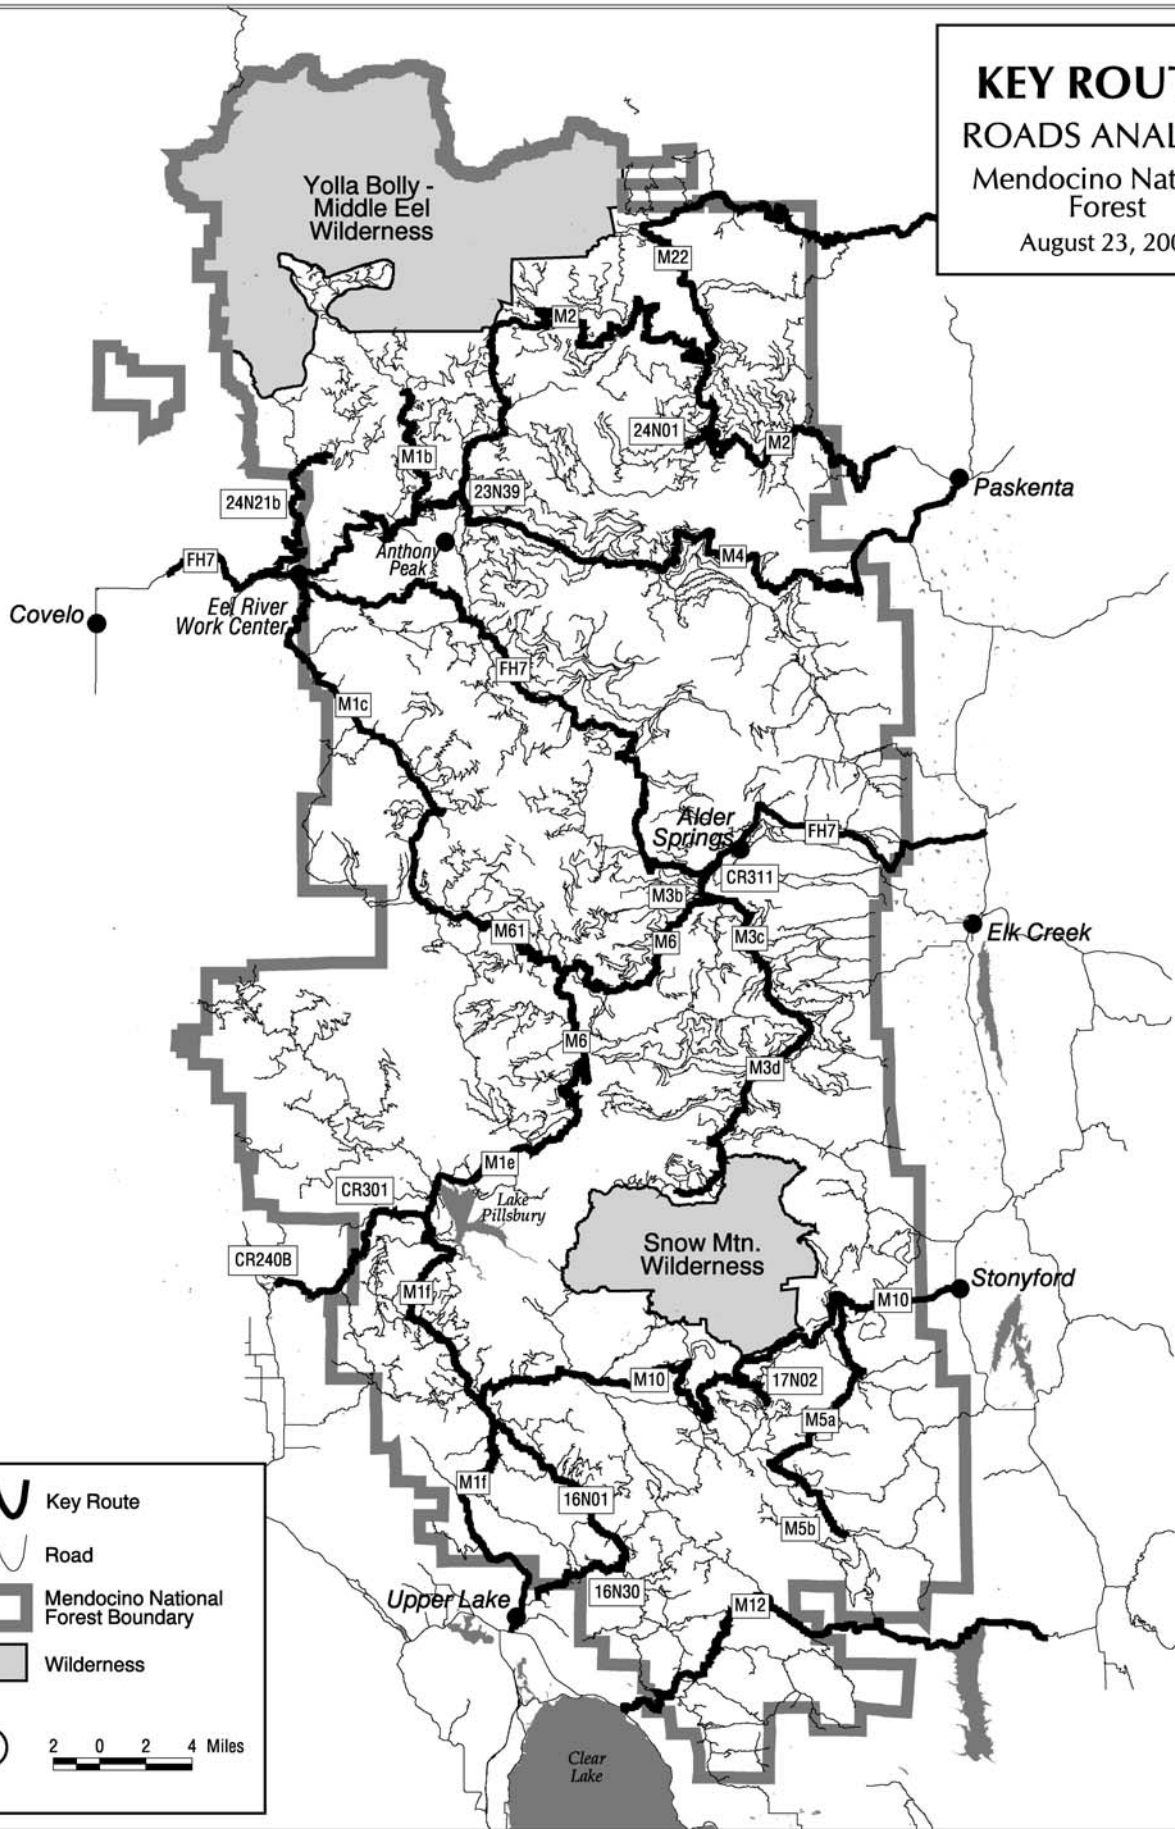 KEY ROUT
ROADS ANAL
Mendocino Nat
Forest
August 23, 200
Yolla Bolly -
Middle Eel
Wilderness
M22
M2
24N01
M2
M1b
23N39
24N21b
Paskenta
Anthony
Peak
M4
FH7
Covelo
Eel River
Work Center
FH7
M1c
Alder
Springs
FH7
CR311
M3b
M61
M6
M3c
Elk Creek
M6
M3d
M1e
CR301
Lake
Pillsbury
Snow Mtn.
Wilderness
CR240B
Stonyford
M1f
M10
M10
17N02
M5a
M1f
16N01
M5b
Upper Lake
16N30
M12
Clear
Lake
Key Route
Road
Mendocino National
Forest Boundary
Wilderness
2 0 2 4 Miles